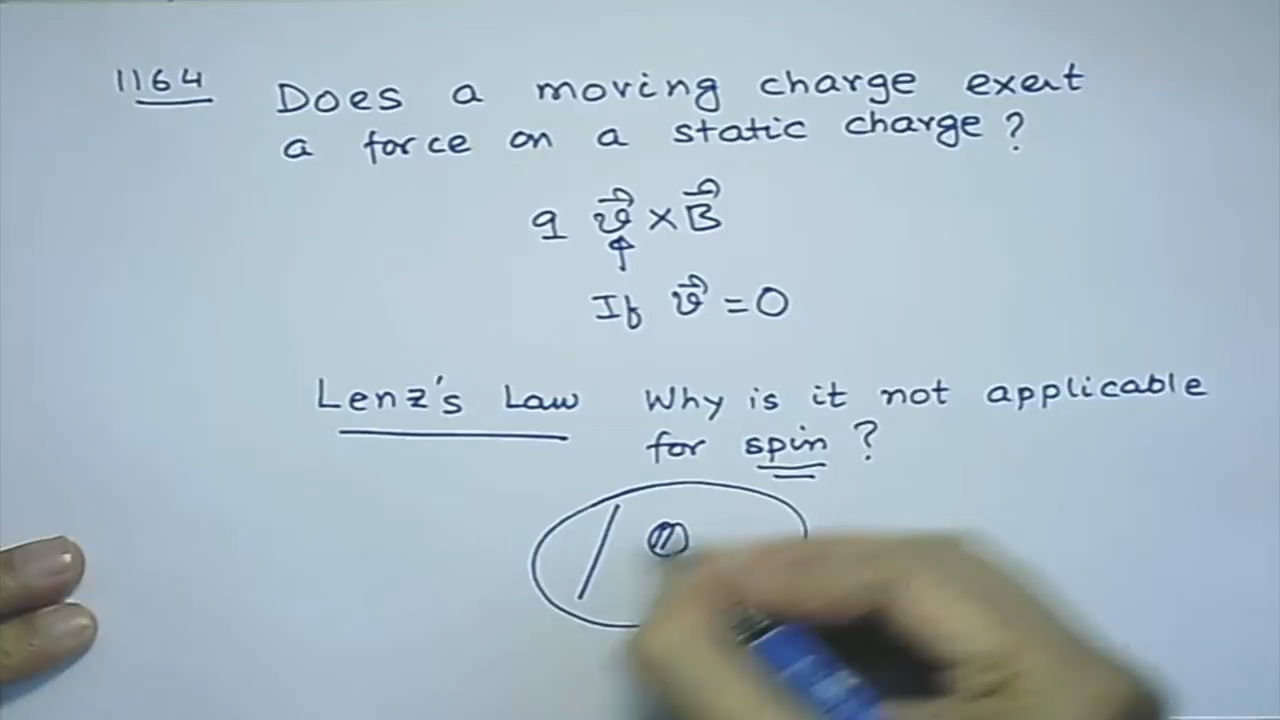 1164 Does a moving charge exert
a force on a static charge?
q v⃗ × B⃗
↑
If v⃗ = 0
Lenz's Law Why is it not applicable
for spin?